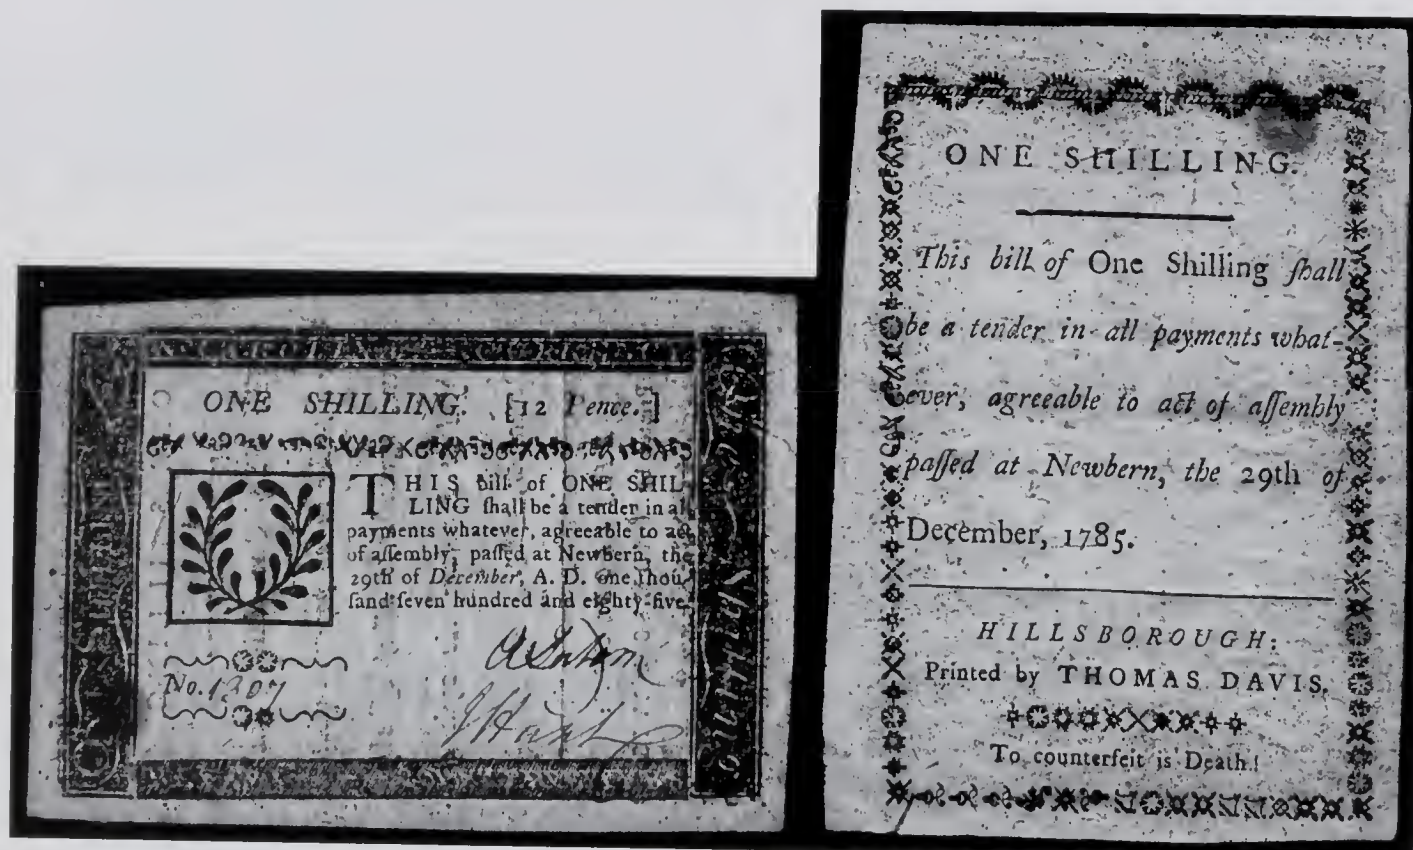 ONE SHILLING. [12 Pence.]
THIS bill of ONE SHIL
LING ſhall be a tender in all
payments whatever, agreeable to act
of aſſembly, paſſed at Newbern, the
29th of December, A. D. one thou
ſand ſeven hundred and eighty-five
No. 1207
J Hunt
ONE SHILLING.
This bill of One Shilling ſhall
be a tender in all payments what-
ever, agreeable to act of aſſembly
paſſed at Newbern, the 29th of
December, 1785.
HILLSBOROUGH:
Printed by THOMAS DAVIS.
To counterfeit is Death!